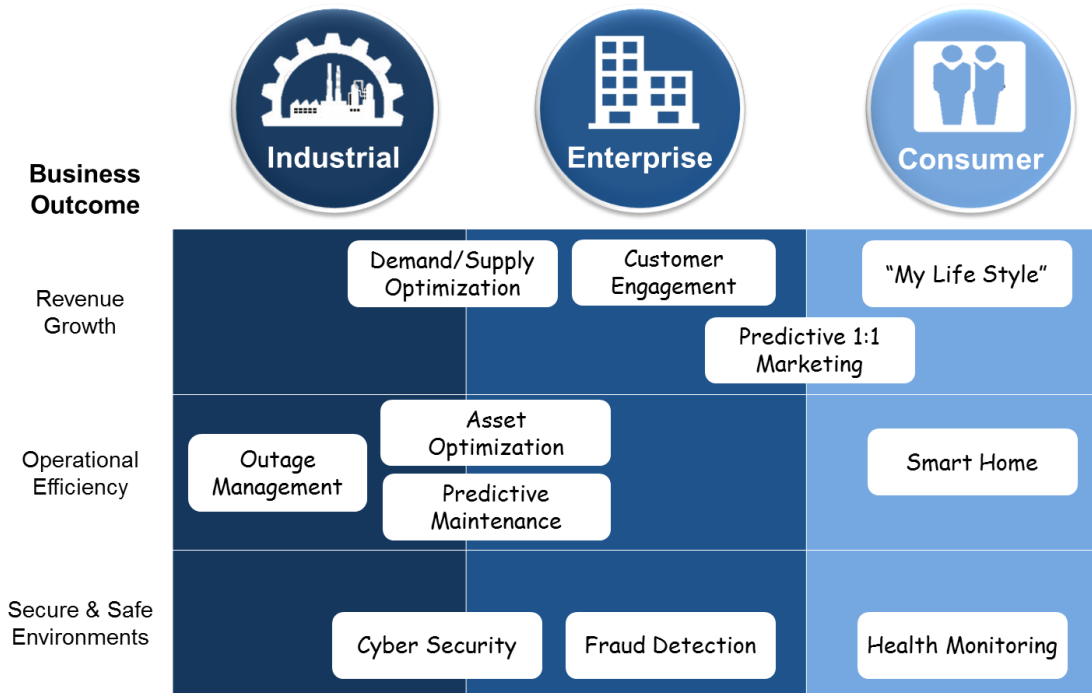 Industrial
Enterprise
Consumer
Business
Outcome
Revenue
Growth
Demand/Supply
Optimization
Customer
Engagement
“My Life Style”
Predictive 1:1
Marketing
Operational
Efficiency
Outage
Management
Asset
Optimization
Predictive
Maintenance
Smart Home
Secure & Safe
Environments
Cyber Security
Fraud Detection
Health Monitoring